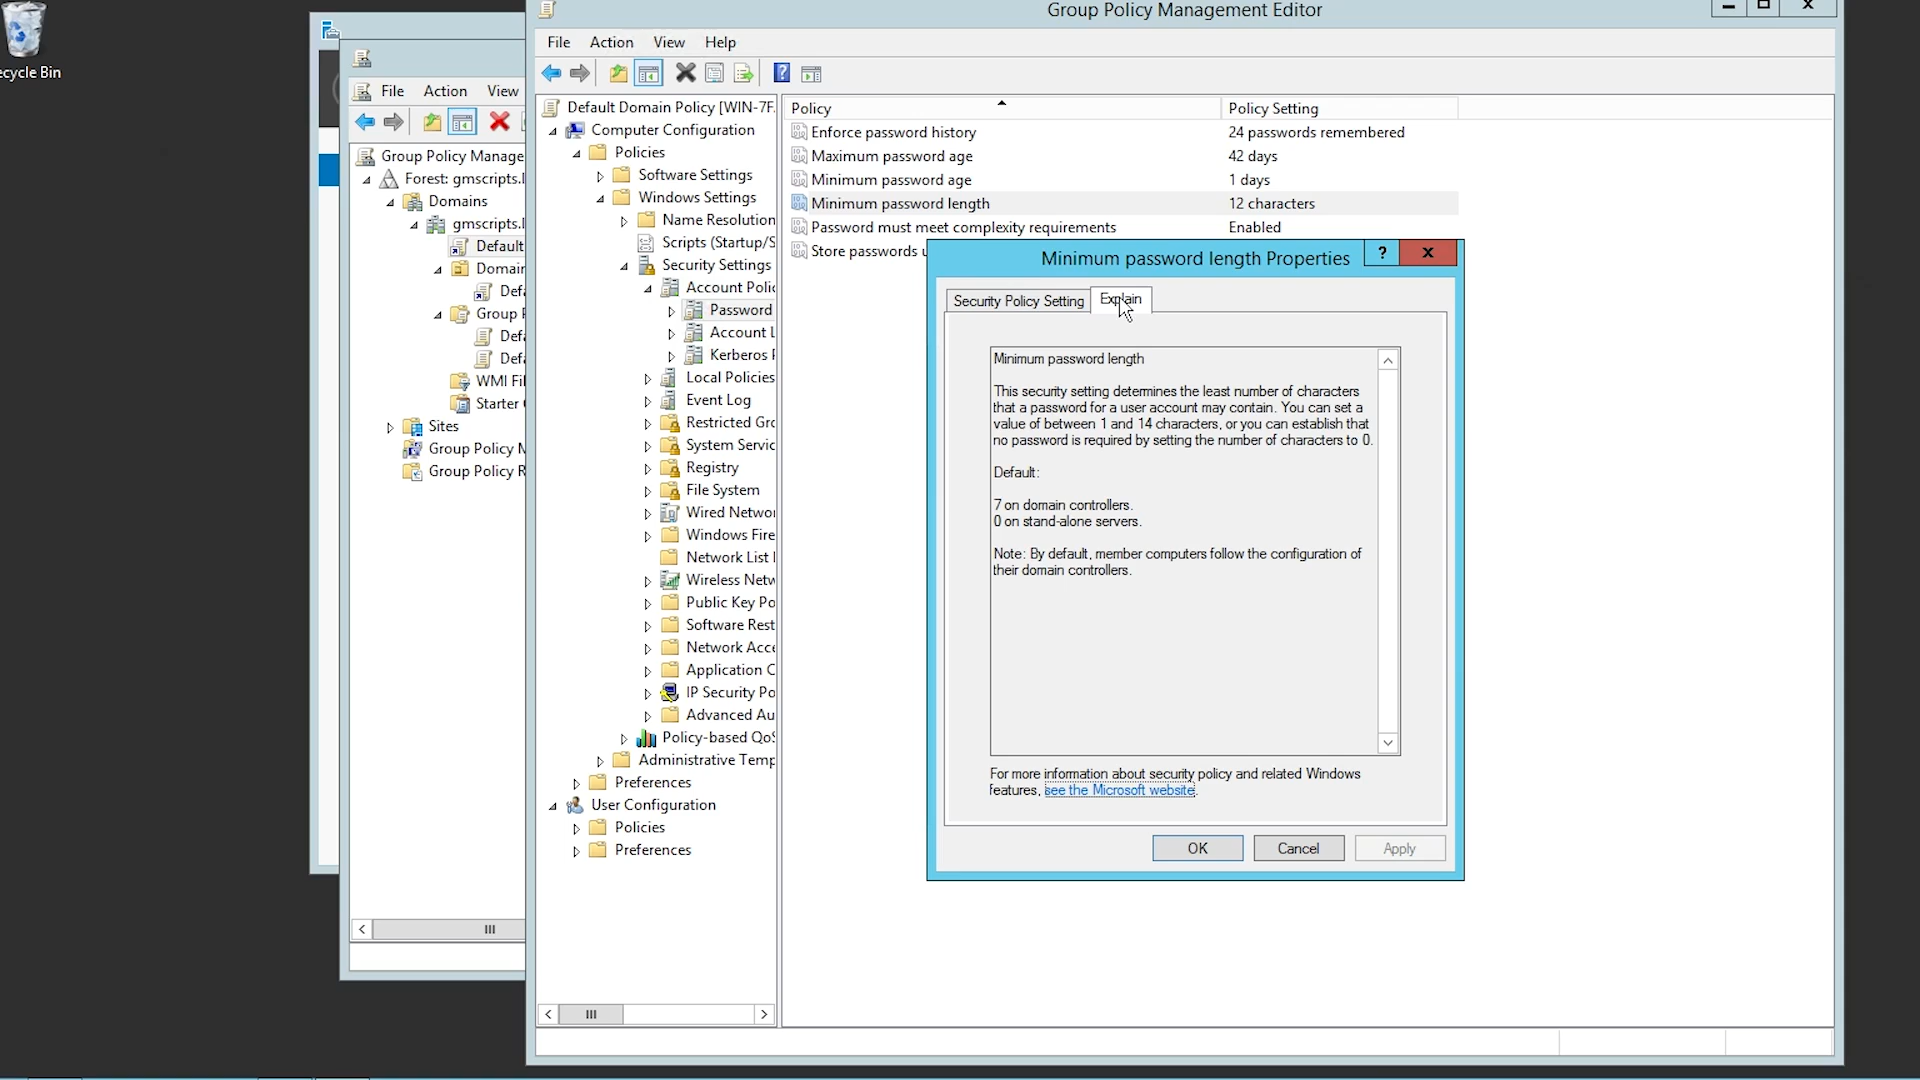 ecycle Bin
File Action View
Group Policy Manage
Forest: gmscripts.l
Domains
gmscripts.l
Default
Domain
Defa
Group P
Defa
Defa
WMI Fil
Starter
Sites
Group Policy M
Group Policy R
Group Policy Management Editor
File Action View Help
Default Domain Policy [WIN-7F
Computer Configuration
Policies
Software Settings
Windows Settings
Name Resolution
Scripts (Startup/S
Security Settings
Account Polic
Password
Account L
Kerberos P
Local Policies
Event Log
Restricted Gro
System Servic
Registry
File System
Wired Networ
Windows Fire
Network List
Wireless Netw
Public Key Po
Software Rest
Network Acce
Application C
IP Security Po
Advanced Au
Policy-based QoS
Administrative Temp
Preferences
User Configuration
Policies
Preferences
Policy Policy Setting
Enforce password history 24 passwords remembered
Maximum password age 42 days
Minimum password age 1 days
Minimum password length 12 characters
Password must meet complexity requirements Enabled
Store passwords u
Minimum password length Properties ? x
Security Policy Setting Explain
Minimum password length
This security setting determines the least number of characters
that a password for a user account may contain. You can set a
value of between 1 and 14 characters, or you can establish that
no password is required by setting the number of characters to 0.
Default:
7 on domain controllers.
0 on stand-alone servers.
Note: By default, member computers follow the configuration of
their domain controllers.
For more information about security policy and related Windows
features, see the Microsoft website.
OK Cancel Apply